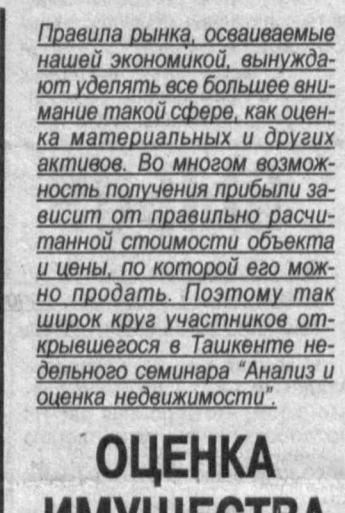 Правила рынка, осваиваемые
нашей экономикой, вынужда-
ют уделять все большее вни-
мание такой сфере, как оцен-
ка материальных и других
активов. Во многом возмож-
ность получения прибыли за-
висит от правильно расчи-
танной стоимости объекта
и цены, по которой его мож-
но продать. Поэтому так
широк круг участников от-
крывшегося в Ташкенте не-
дельного семинара "Анализ и
оценка недвижимости".
ОЦЕНКА
ИМУЩЕСТВА